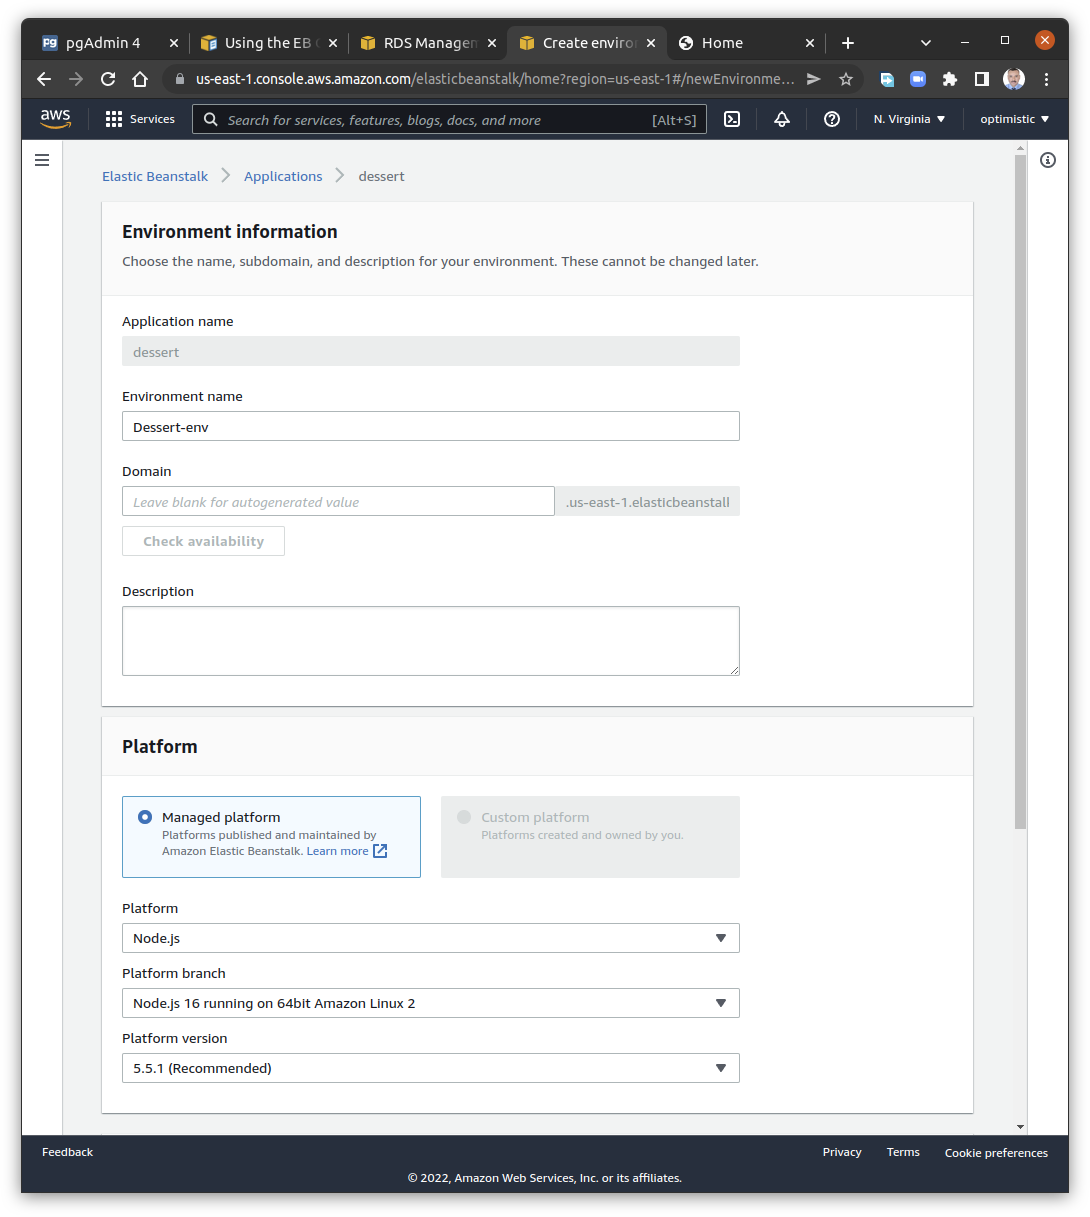 pgAdmin 4
Using the EB
RDS Managem
Create enviro
Home
us-east-1.console.aws.amazon.com/elasticbeanstalk/home?region=us-east-1#/newEnvironme...
aws
Services
Search for services, features, blogs, docs, and more
[Alt+S]
N. Virginia
optimistic
Elastic Beanstalk
Applications
dessert
Environment information
Choose the name, subdomain, and description for your environment. These cannot be changed later.
Application name
dessert
Environment name
Dessert-env
Domain
Leave blank for autogenerated value
.us-east-1.elasticbeanstall
Check availability
Description
Platform
Managed platform
Platforms published and maintained by
Amazon Elastic Beanstalk. Learn more
Custom platform
Platforms created and owned by you.
Platform
Node.js
Platform branch
Node.js 16 running on 64bit Amazon Linux 2
Platform version
5.5.1 (Recommended)
Feedback
Privacy
Terms
Cookie preferences
© 2022, Amazon Web Services, Inc. or its affiliates.